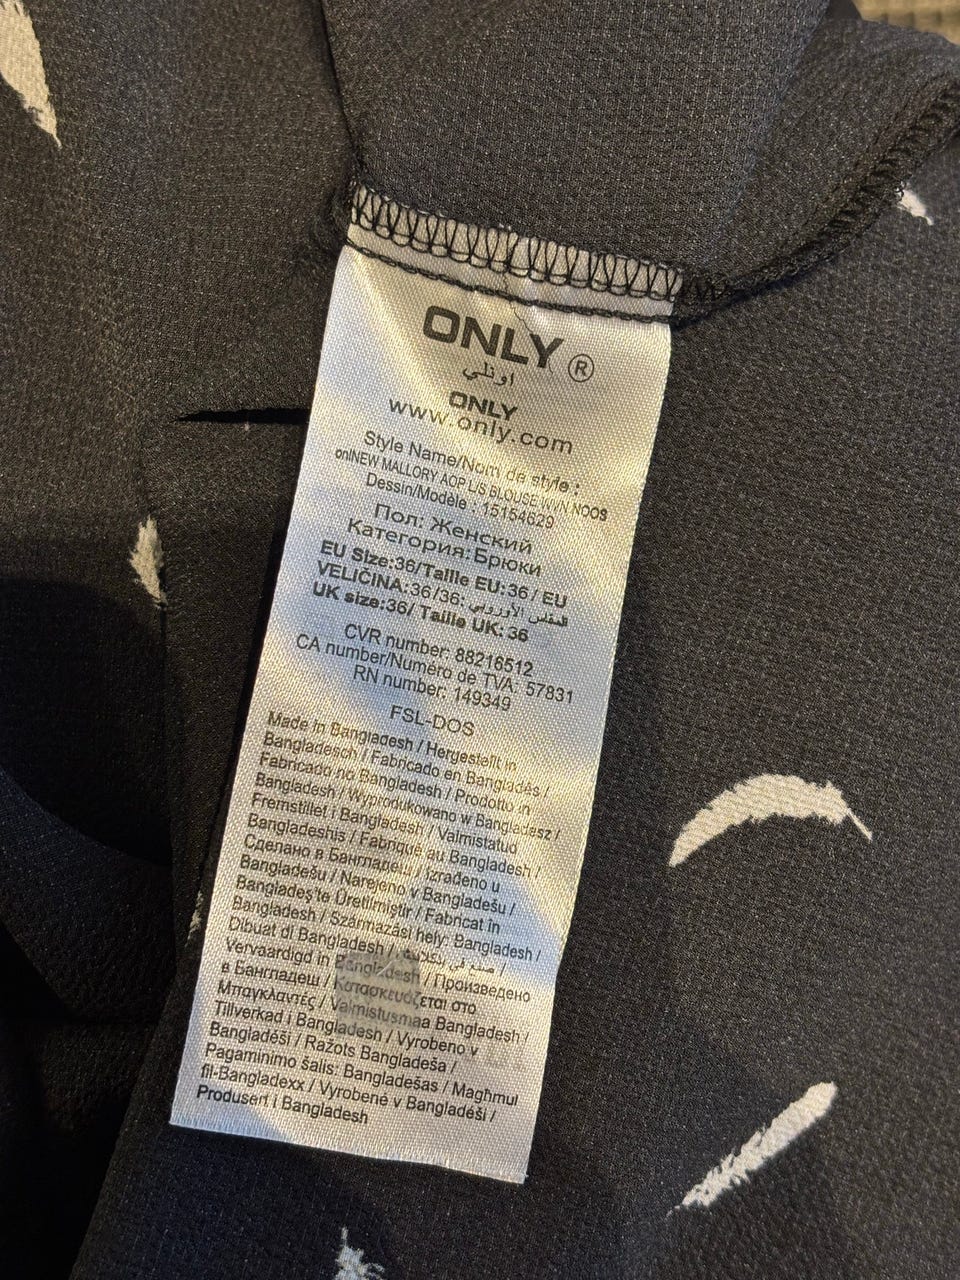 ONLY ®
اونلي
ONLY
www.only.com
Style Name/Nom de style :
onlNEW MALLORY AOP L/S BLOUSE WVN NOOS
Dessin/Modèle : 15154629
Пол: Женский
Категория:Брюки
EU Size:36/Taille EU:36 / EU
VELIČINA:36/36: المقاس الأوروبي
UK size:36/ Taille UK: 36
CVR number: 88216512
CA number/Numéro de TVA: 57831
RN number: 149349
FSL-DOS
Made in Bangladesh / Hergestellt in
Bangladesch / Fabricado en Bangladés /
Fabricado no Bangladesh / Prodotto in
Bangladesh / Wyprodukowano w Bangladesz /
Fremstillet i Bangladesh / Valmistatud
Bangladeshis / Fabriqué au Bangladesh /
Сделано в Бангладеш / Izrađeno u
Bangladešu / Narejeno v Bangladešu /
Bangladeş'te Üretilmiştir / Fabricat în
Bangladesh / Származási hely: Bangladesh /
Dibuat di Bangladesh / صنع في بنكلاديش /
Vervaardigd in Bangladesh / Произведено
в Бангладеш / Κατασκευάζεται στο
Μπαγκλαντές / Valmistusmaa Bangladesh /
Tillverkad i Bangladesh / Vyrobeno v
Bangladéši / Ražots Bangladeša /
Pagaminimo šalis: Bangladešas / Magħmul
fil-Bangladexx / Vyrobené v Bangladéši /
Produsert i Bangladesh